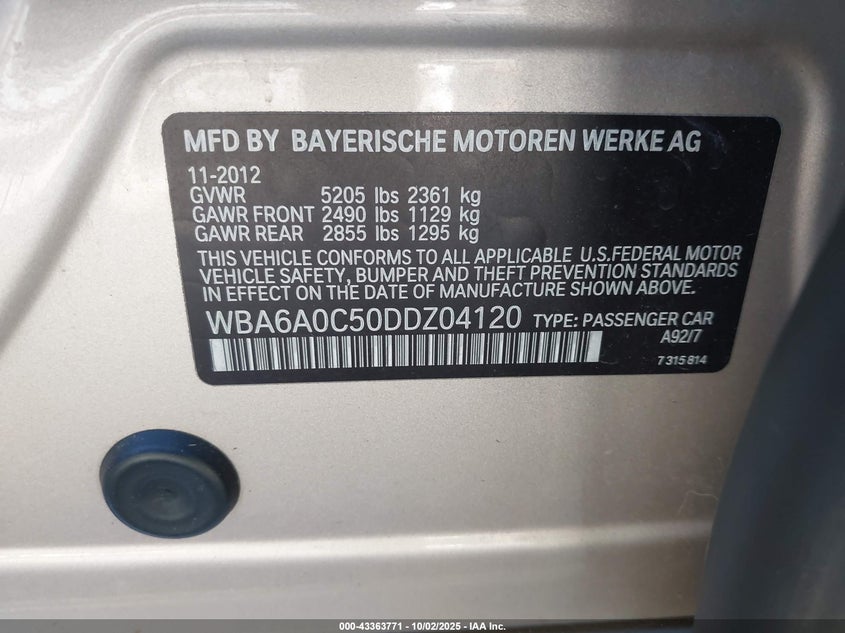 MFD BY BAYERISCHE MOTOREN WERKE AG
11-2012
GVWR 5205 lbs 2361 kg
GAWR FRONT 2490 lbs 1129 kg
GAWR REAR 2855 lbs 1295 kg
THIS VEHICLE CONFORMS TO ALL APPLICABLE U.S.FEDERAL MOTOR
VEHICLE SAFETY, BUMPER AND THEFT PREVENTION STANDARDS
IN EFFECT ON THE DATE OF MANUFACTURE SHOWN ABOVE.
WBA6A0C50DDZ04120 TYPE: PASSENGER CAR
A92/7
7 315 814
000-43363771 - 10/02/2025 - IAA Inc.